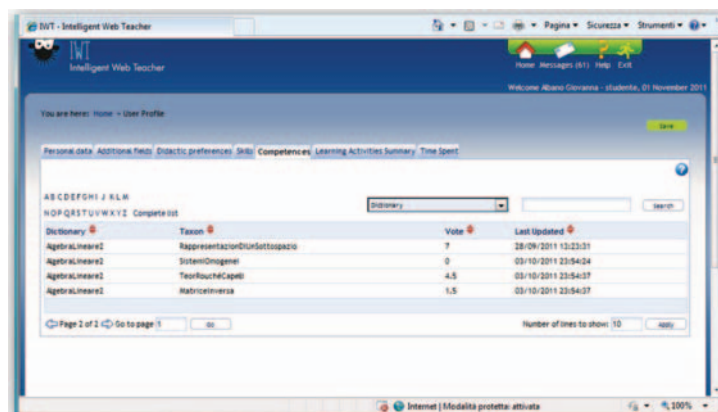 IWT - Intelligent Web Teacher
Pagina Sicurezza Strumenti
IWT
Intelligent Web Teacher
Home Messages (61) Help Exit
Welcome Albano Giovanna - studente, 01 November 2011
You are here: Home > User Profile
Save
Personal data Additional fields Didactic preferences Skills Competences Learning Activities Summary Time Spent
A B C D E F G H I J K L M
N O P Q R S T U V W X Y Z Complete list
Dictionary Search
Dictionary Taxon Vote Last Updated
AlgebraLineare2 RappresentazionDiUnSottospazio 7 28/09/2011 13:23:31
AlgebraLineare2 SistemiOmogenei 0 03/10/2011 23:54:24
AlgebraLineare2 TeorRouchéCapelli 4.5 03/10/2011 23:54:37
AlgebraLineare2 MatriceInversa 1.5 03/10/2011 23:54:37
Page 2 of 2 Go to page 1 Go Number of lines to show: 10 Apply
Internet | Modalità protetta: attivata 100%